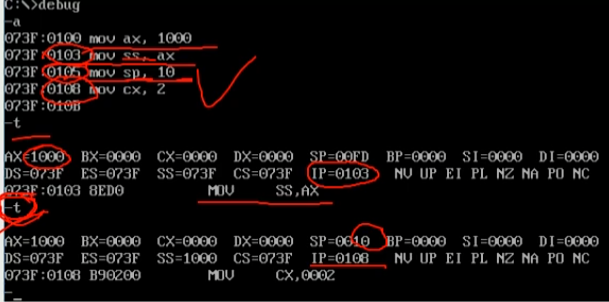 C:\>debug
-a
073F:0100 mov ax, 1000
073F:0103 mov ss, ax
073F:0105 mov sp, 10
073F:0108 mov cx, 2
073F:010B
-t
AX=1000 BX=0000 CX=0000 DX=0000 SP=00FD BP=0000 SI=0000 DI=0000
DS=073F ES=073F SS=073F CS=073F IP=0103 NV UP EI PL NZ NA PO NC
073F:0103 8ED0 MOV SS,AX
-t
AX=1000 BX=0000 CX=0000 DX=0000 SP=0010 BP=0000 SI=0000 DI=0000
DS=073F ES=073F SS=1000 CS=073F IP=0108 NV UP EI PL NZ NA PO NC
073F:0108 B90200 MOV CX,0002
-